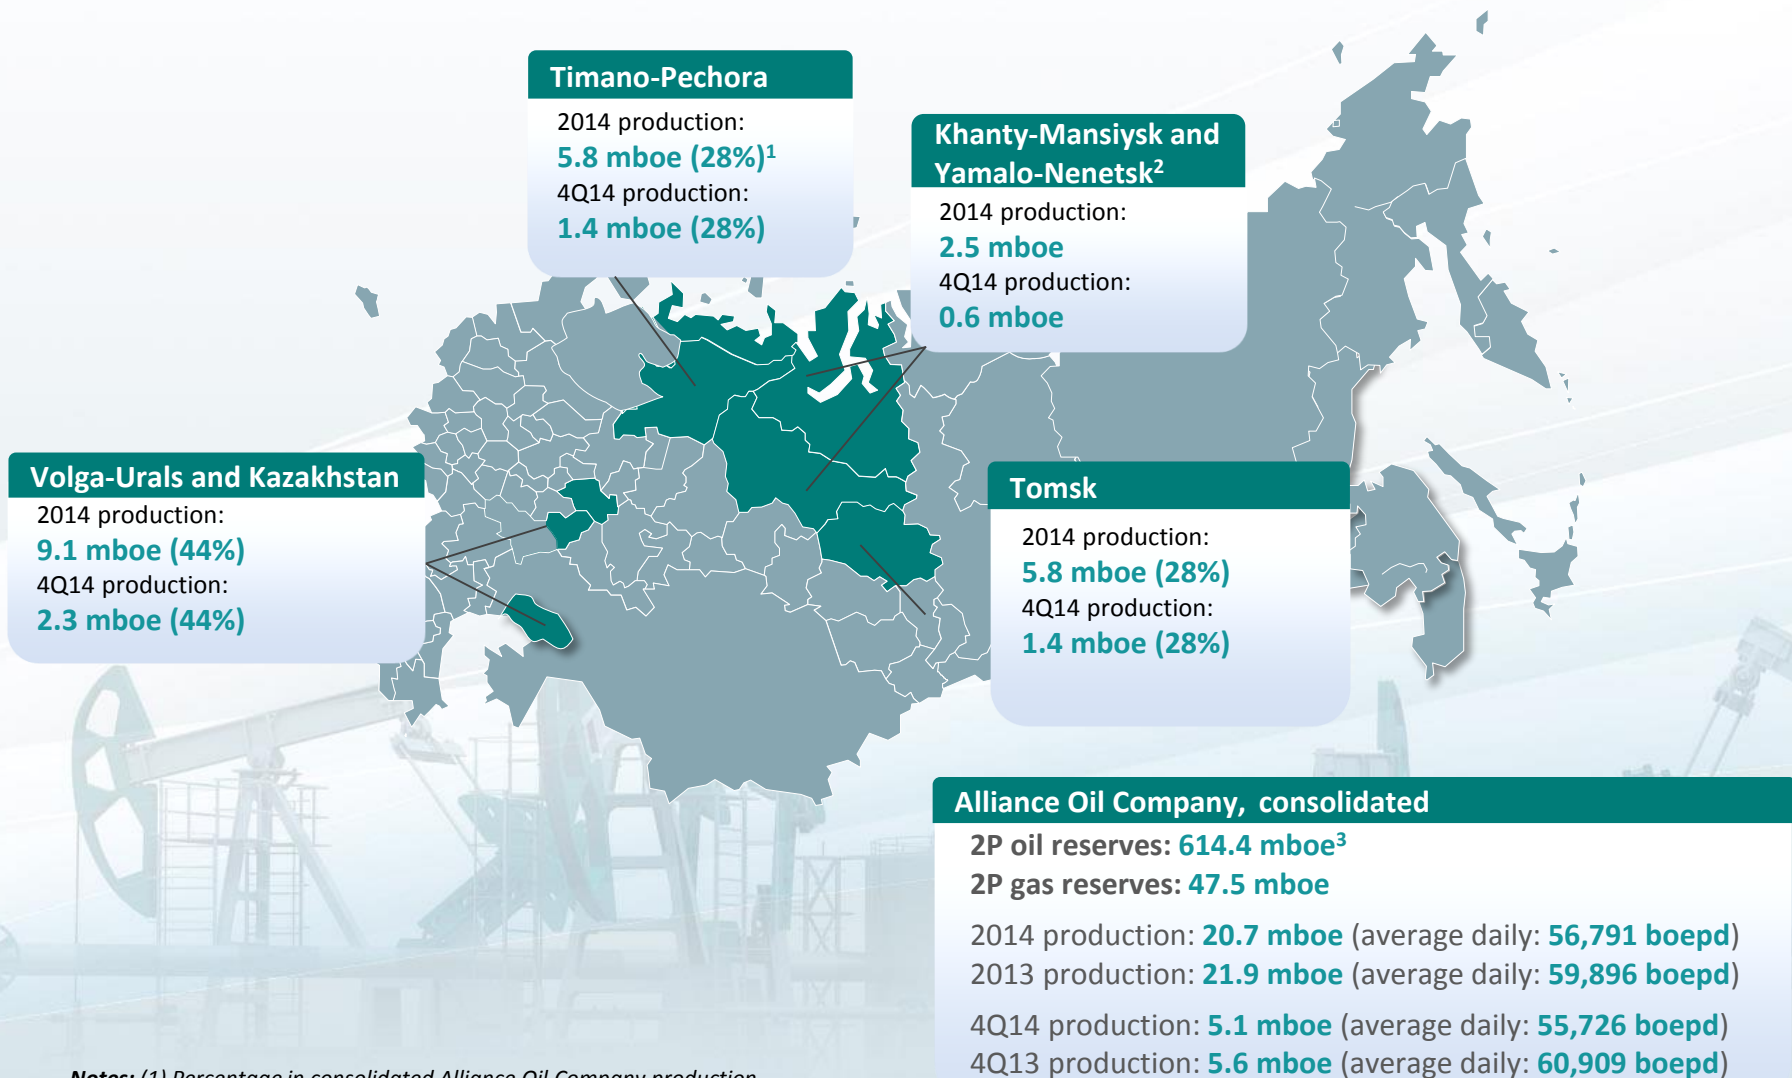 Timano-Pechora
2014 production:
5.8 mboe (28%)¹
4Q14 production:
1.4 mboe (28%)
Khanty-Mansiysk and
Yamalo-Nenetsk²
2014 production:
2.5 mboe
4Q14 production:
0.6 mboe
Volga-Urals and Kazakhstan
2014 production:
9.1 mboe (44%)
4Q14 production:
2.3 mboe (44%)
Tomsk
2014 production:
5.8 mboe (28%)
4Q14 production:
1.4 mboe (28%)
Alliance Oil Company, consolidated
2P oil reserves: 614.4 mboe³
2P gas reserves: 47.5 mboe
2014 production: 20.7 mboe (average daily: 56,791 boepd)
2013 production: 21.9 mboe (average daily: 59,896 boepd)
4Q14 production: 5.1 mboe (average daily: 55,726 boepd)
4Q13 production: 5.6 mboe (average daily: 60,909 boepd)
Notes: (1) Percentage in consolidated Alliance Oil Company production